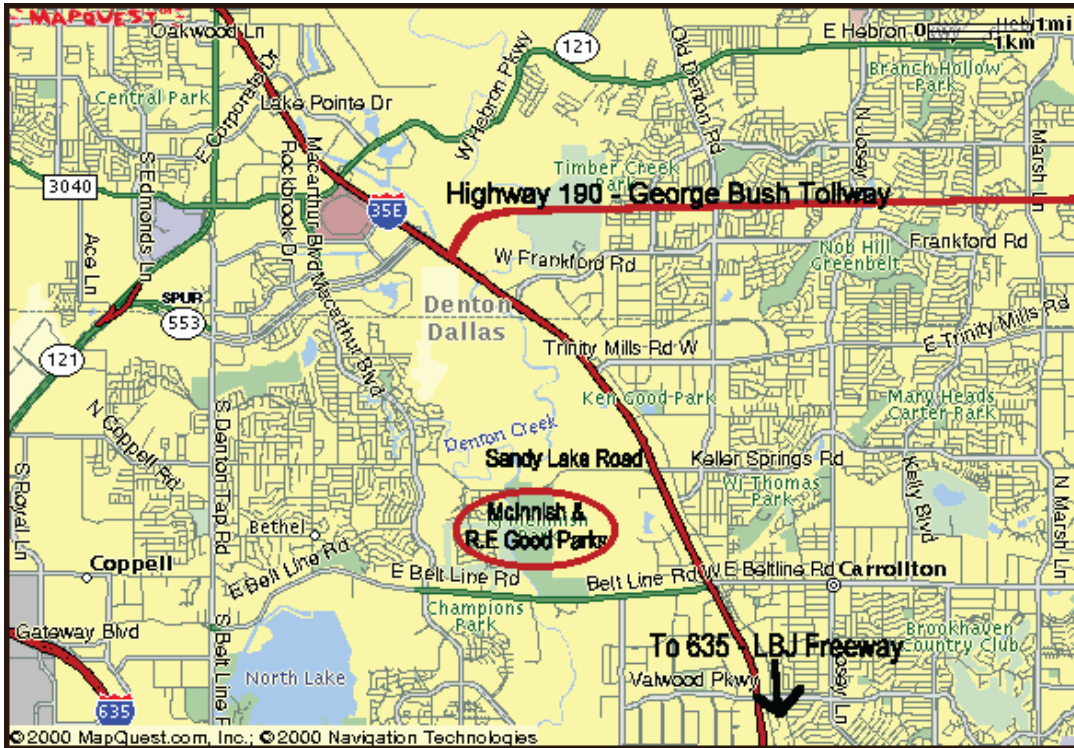 MAPQUEST
Oakwood Ln
121
E Hebron
0
1mi
1km
Old Denton Rd
Branch Hollow
Park
Central Park
E Corporate Dr
Lake Pointe Dr
W Hebron Pkwy
N Josey
Marsh Ln
3040
S Edmonds Ln
Rockbrook Dr
Macarthur Blvd
Timber Creek
Park
35E
Highway 190 - George Bush Tollway
Ace Ln
W Frankford Rd
Nob Hill
Greenbelt
Frankford Rd
SPUR
553
Macarthur Blvd
Denton
Dallas
121
Trinity Mills Rd W
E Trinity Mills Rd
Ken Good Park
Mary Heads
Carter Park
N Coppell Rd
S Denton Tap Rd
Denton Creek
Sandy Lake Road
Keller Springs Rd
Wj Thomas
Park
Kelly Blvd
S Royal Ln
N Marsh Ln
Bethel
McInnish &
R.E Good Parks
Coppell
E Belt Line Rd
E Belt Line Rd
Belt Line Rd W
E Beltline Rd
Carrollton
Champions
Park
Gateway Blvd
S Belt Line
North Lake
To 635 - LBJ Freeway
Brookhaven
Country Club
Valwood Pkwy
Josey Ln
635
©2000 MapQuest.com, Inc.; ©2000 Navigation Technologies